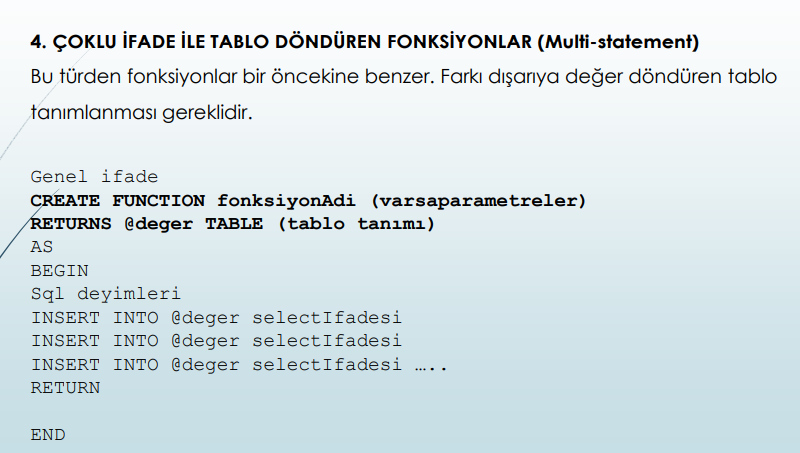 4. ÇOKLU İFADE İLE TABLO DÖNDÜREN FONKSİYONLAR (Multi-statement)
Bu türden fonksiyonlar bir öncekine benzer. Farkı dışarıya değer döndüren tablo
tanımlanması gereklidir.
Genel ifade
CREATE FUNCTION fonksiyonAdi (varsaparametreler)
RETURNS @deger TABLE (tablo tanımı)
AS
BEGIN
Sql deyimleri
INSERT INTO @deger selectIfadesi
INSERT INTO @deger selectIfadesi
INSERT INTO @deger selectIfadesi …..
RETURN
END